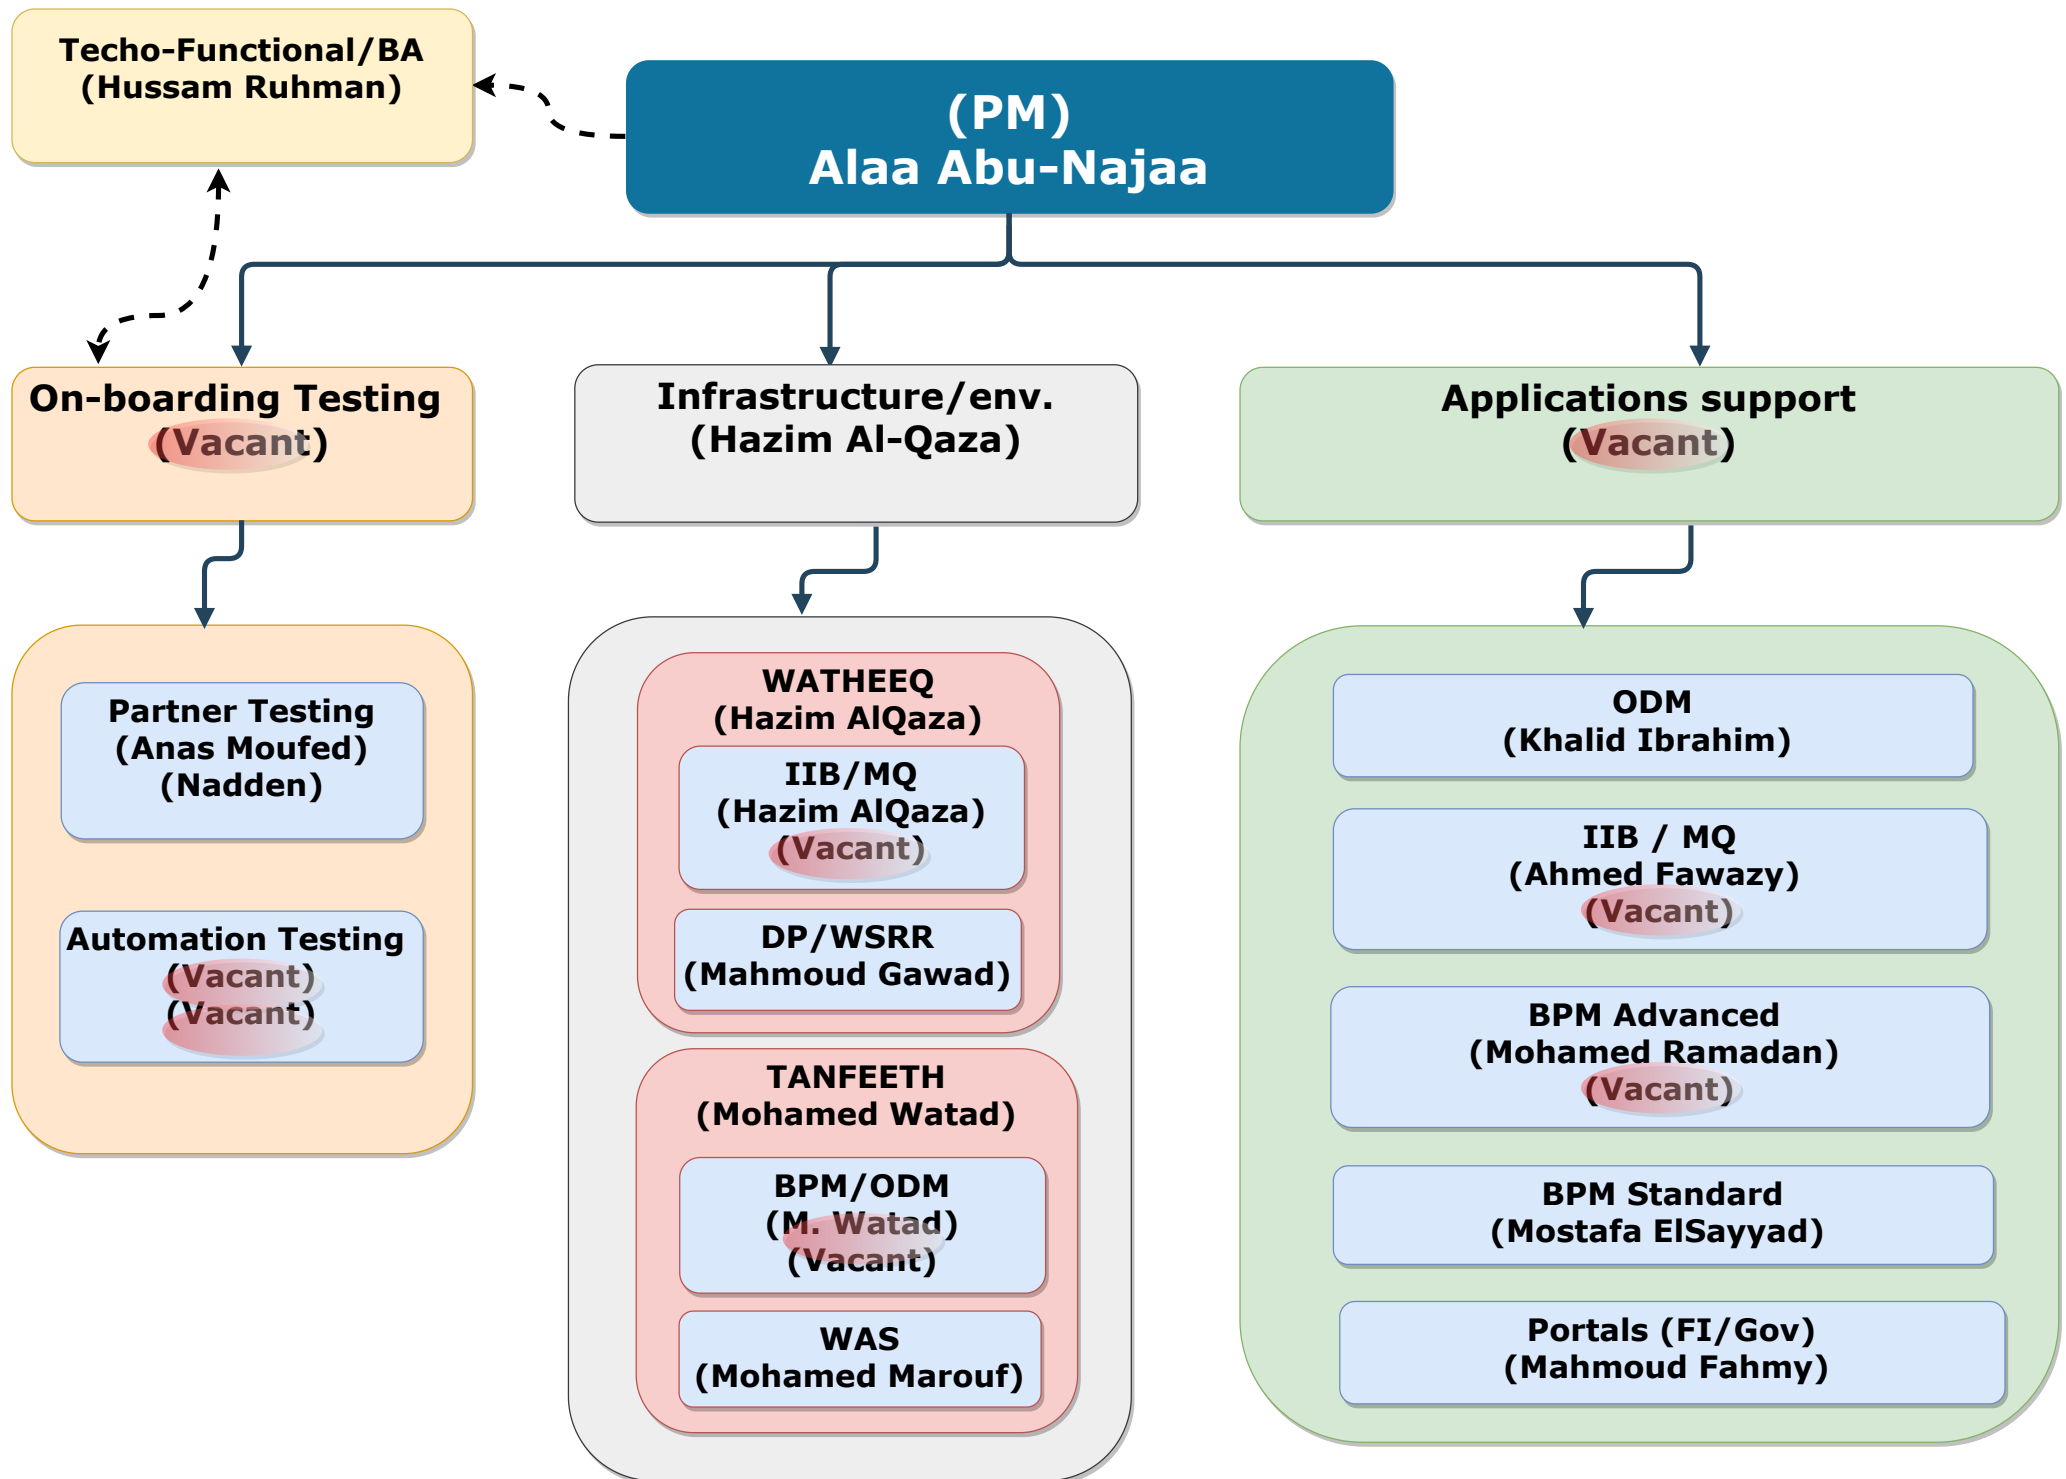 Techo-Functional/BA
(Hussam Ruhman)
(PM)
Alaa Abu-Najaa
On-boarding Testing
(Vacant)
Infrastructure/env.
(Hazim Al-Qaza)
Applications support
(Vacant)
Partner Testing
(Anas Moufed)
(Nadden)
Automation Testing
(Vacant)
(Vacant)
WATHEEQ
(Hazim AlQaza)
IIB/MQ
(Hazim AlQaza)
(Vacant)
DP/WSRR
(Mahmoud Gawad)
TANFEETH
(Mohamed Watad)
BPM/ODM
(M. Watad)
(Vacant)
WAS
(Mohamed Marouf)
ODM
(Khalid Ibrahim)
IIB / MQ
(Ahmed Fawazy)
(Vacant)
BPM Advanced
(Mohamed Ramadan)
(Vacant)
BPM Standard
(Mostafa ElSayyad)
Portals (FI/Gov)
(Mahmoud Fahmy)